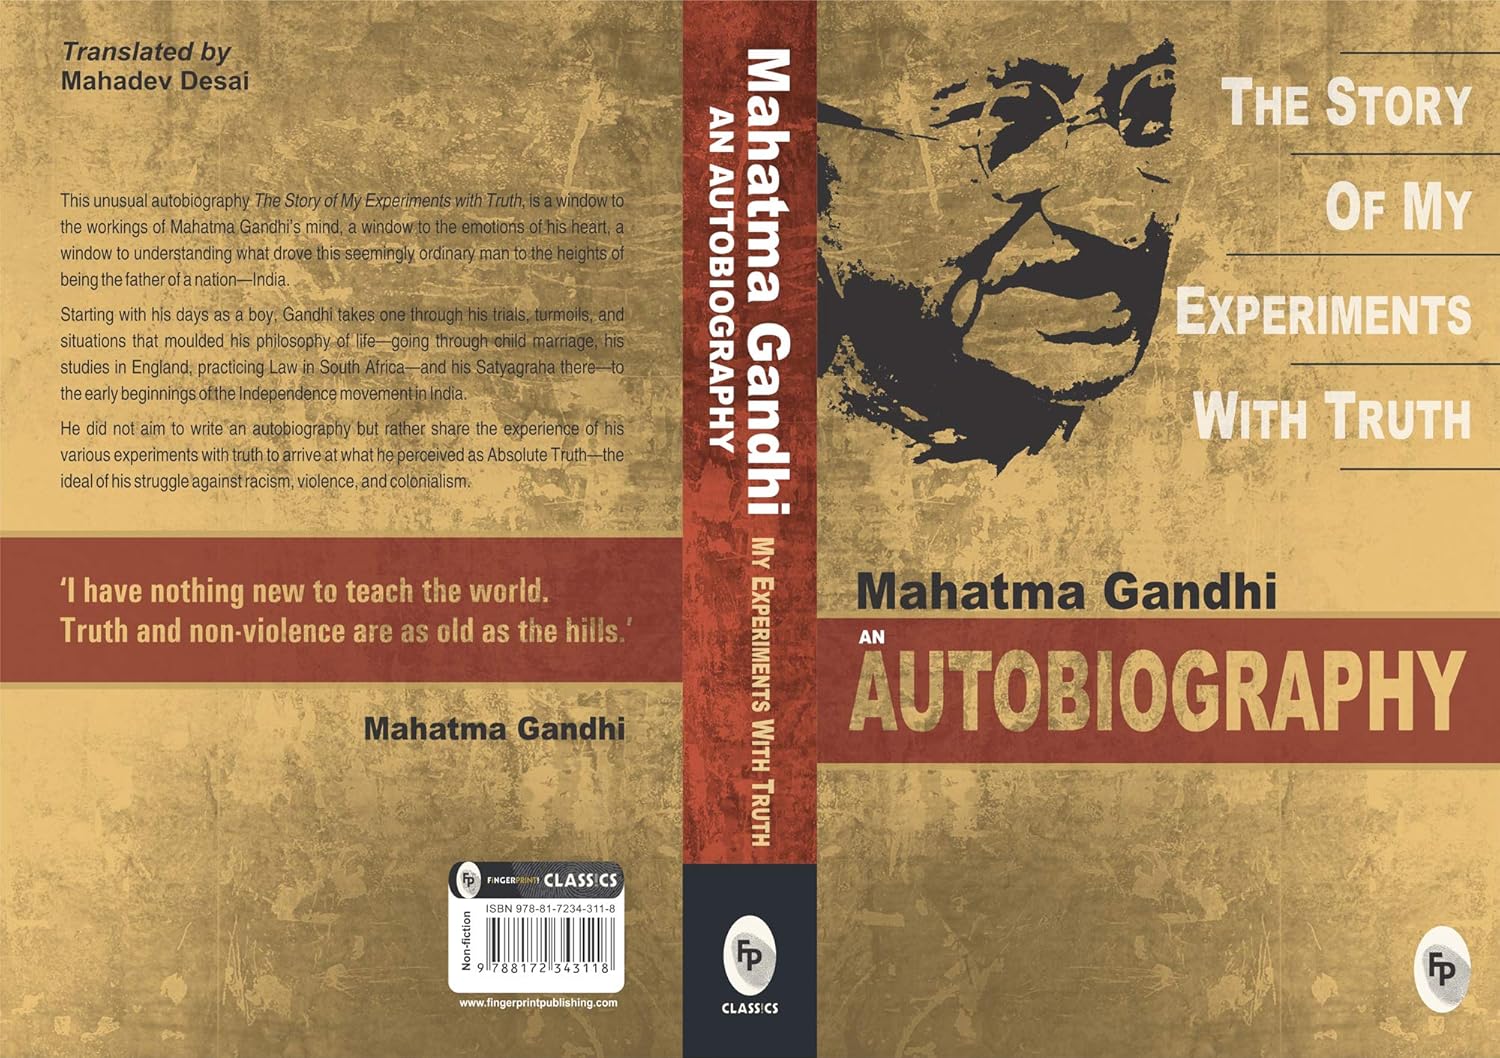 Translated by
Mahadev Desai
This unusual autobiography The Story of My Experiments with Truth, is a window to
the workings of Mahatma Gandhi's mind, a window to the emotions of his heart, a
window to understanding what drove this seemingly ordinary man to the heights of
being the father of a nation—India.
Starting with his days as a boy, Gandhi takes one through his trials, turmoils, and
situations that moulded his philosophy of life—going through child marriage, his
studies in England, practicing Law in South Africa—and his Satyagraha there—to
the early beginnings of the Independence movement in India.
He did not aim to write an autobiography but rather share the experience of his
various experiments with truth to arrive at what he perceived as Absolute Truth—the
ideal of his struggle against racism, violence, and colonialism.
‘I have nothing new to teach the world.
Truth and non-violence are as old as the hills.’
Mahatma Gandhi
FP FiNGERPRINT! CLASS!CS
ISBN 978-81-7234-311-8
Non-fiction
9 788172 343118
www.fingerprintpublishing.com
Mahatma Gandhi
AN AUTOBIOGRAPHY
MY EXPERIMENTS WITH TRUTH
FP
CLASS!CS
THE STORY
OF MY
EXPERIMENTS
WITH TRUTH
Mahatma Gandhi
AN
AUTOBIOGRAPHY
FP